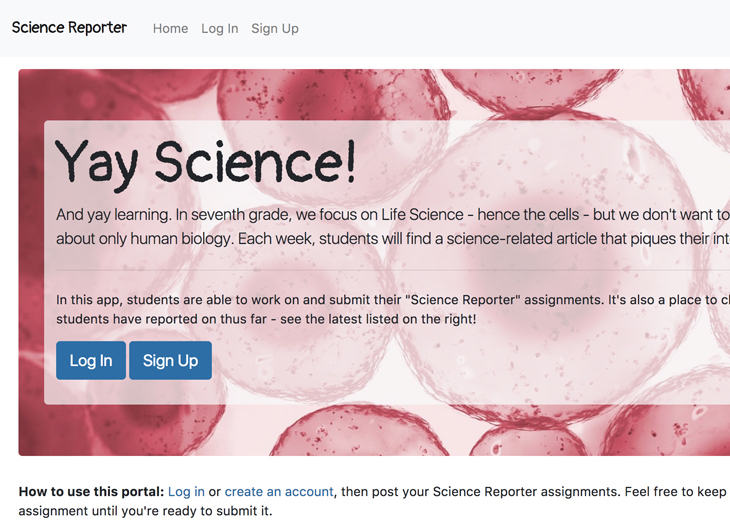 Science Reporter Home Log In Sign Up
Yay Science!
And yay learning. In seventh grade, we focus on Life Science - hence the cells - but we don't want to
about only human biology. Each week, students will find a science-related article that piques their
In this app, students are able to work on and submit their "Science Reporter" assignments. It's also a place to
students have reported on thus far - see the latest listed on the right!
Log In Sign Up
How to use this portal: Log in or create an account, then post your Science Reporter assignments. Feel free to keep
assignment until you're ready to submit it.